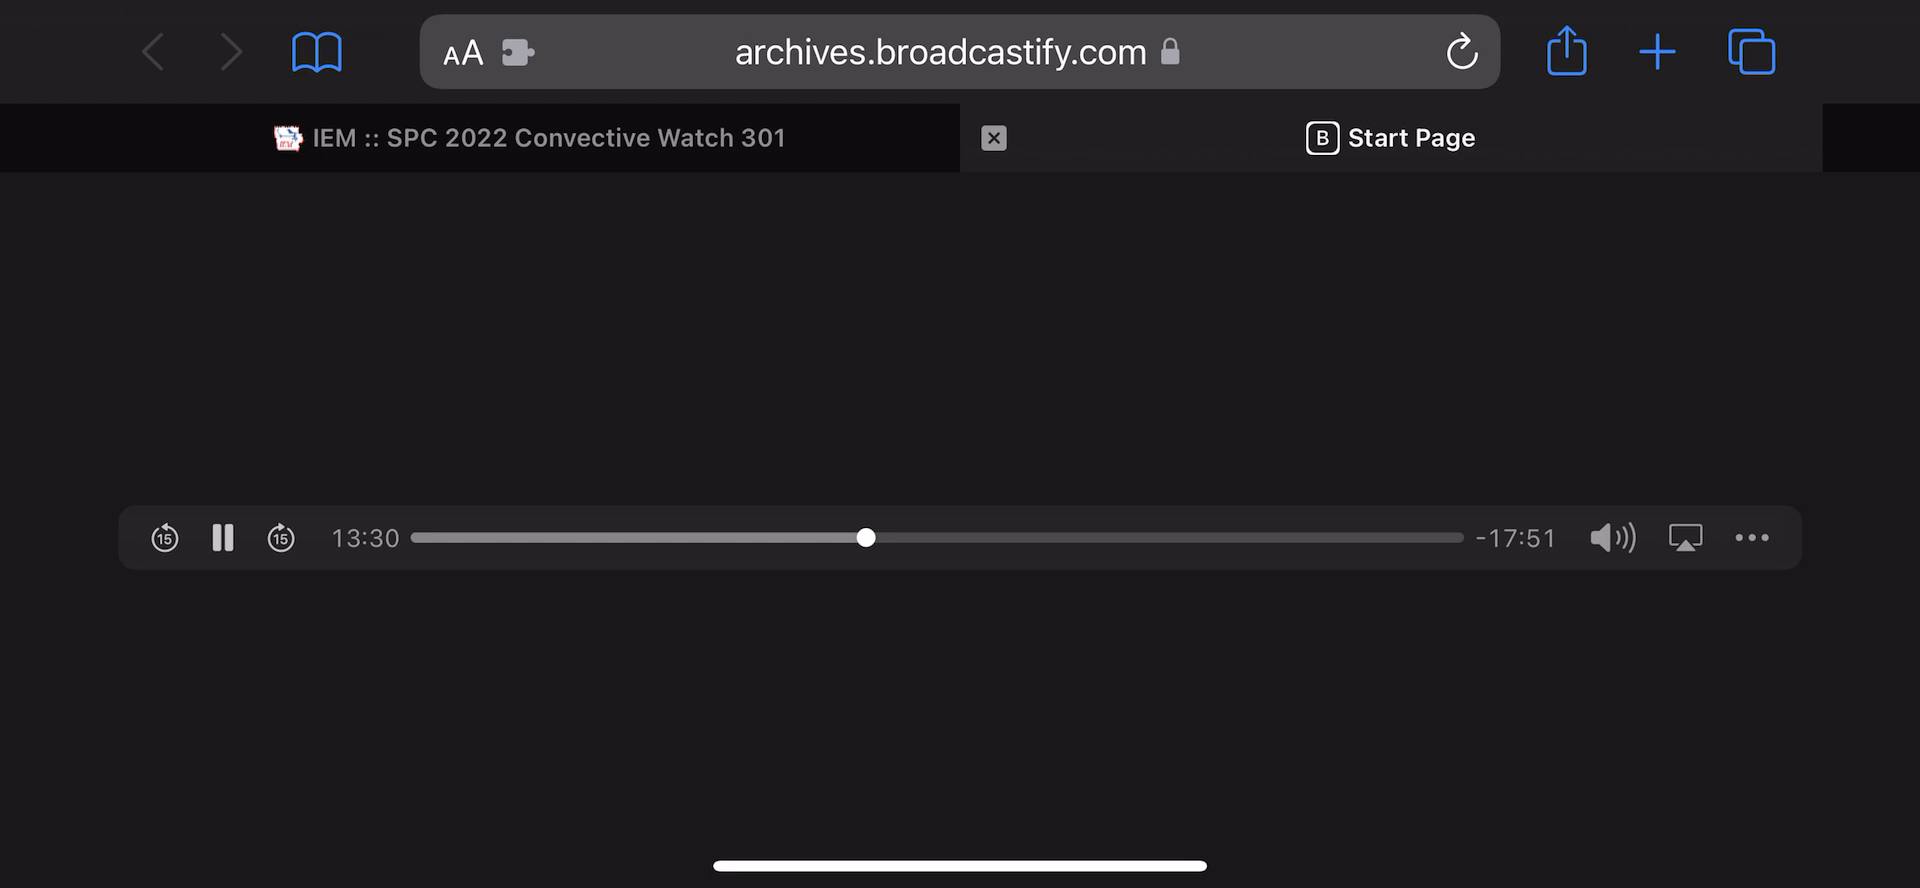 AA archives.broadcastify.com
IEM :: SPC 2022 Convective Watch 301
B Start Page
15 15 13:30 -17:51